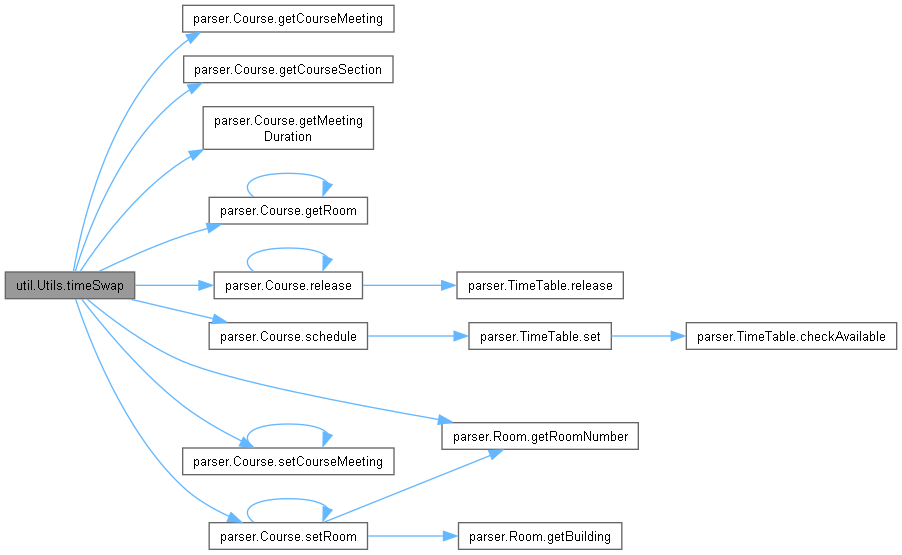 parser.Course.getCourseMeeting
parser.Course.getCourseSection
parser.Course.getMeeting
Duration
parser.Course.getRoom
util.Utils.timeSwap
parser.Course.release
parser.TimeTable.release
parser.Course.schedule
parser.TimeTable.set
parser.TimeTable.checkAvailable
parser.Room.getRoomNumber
parser.Course.setCourseMeeting
parser.Course.setRoom
parser.Room.getBuilding